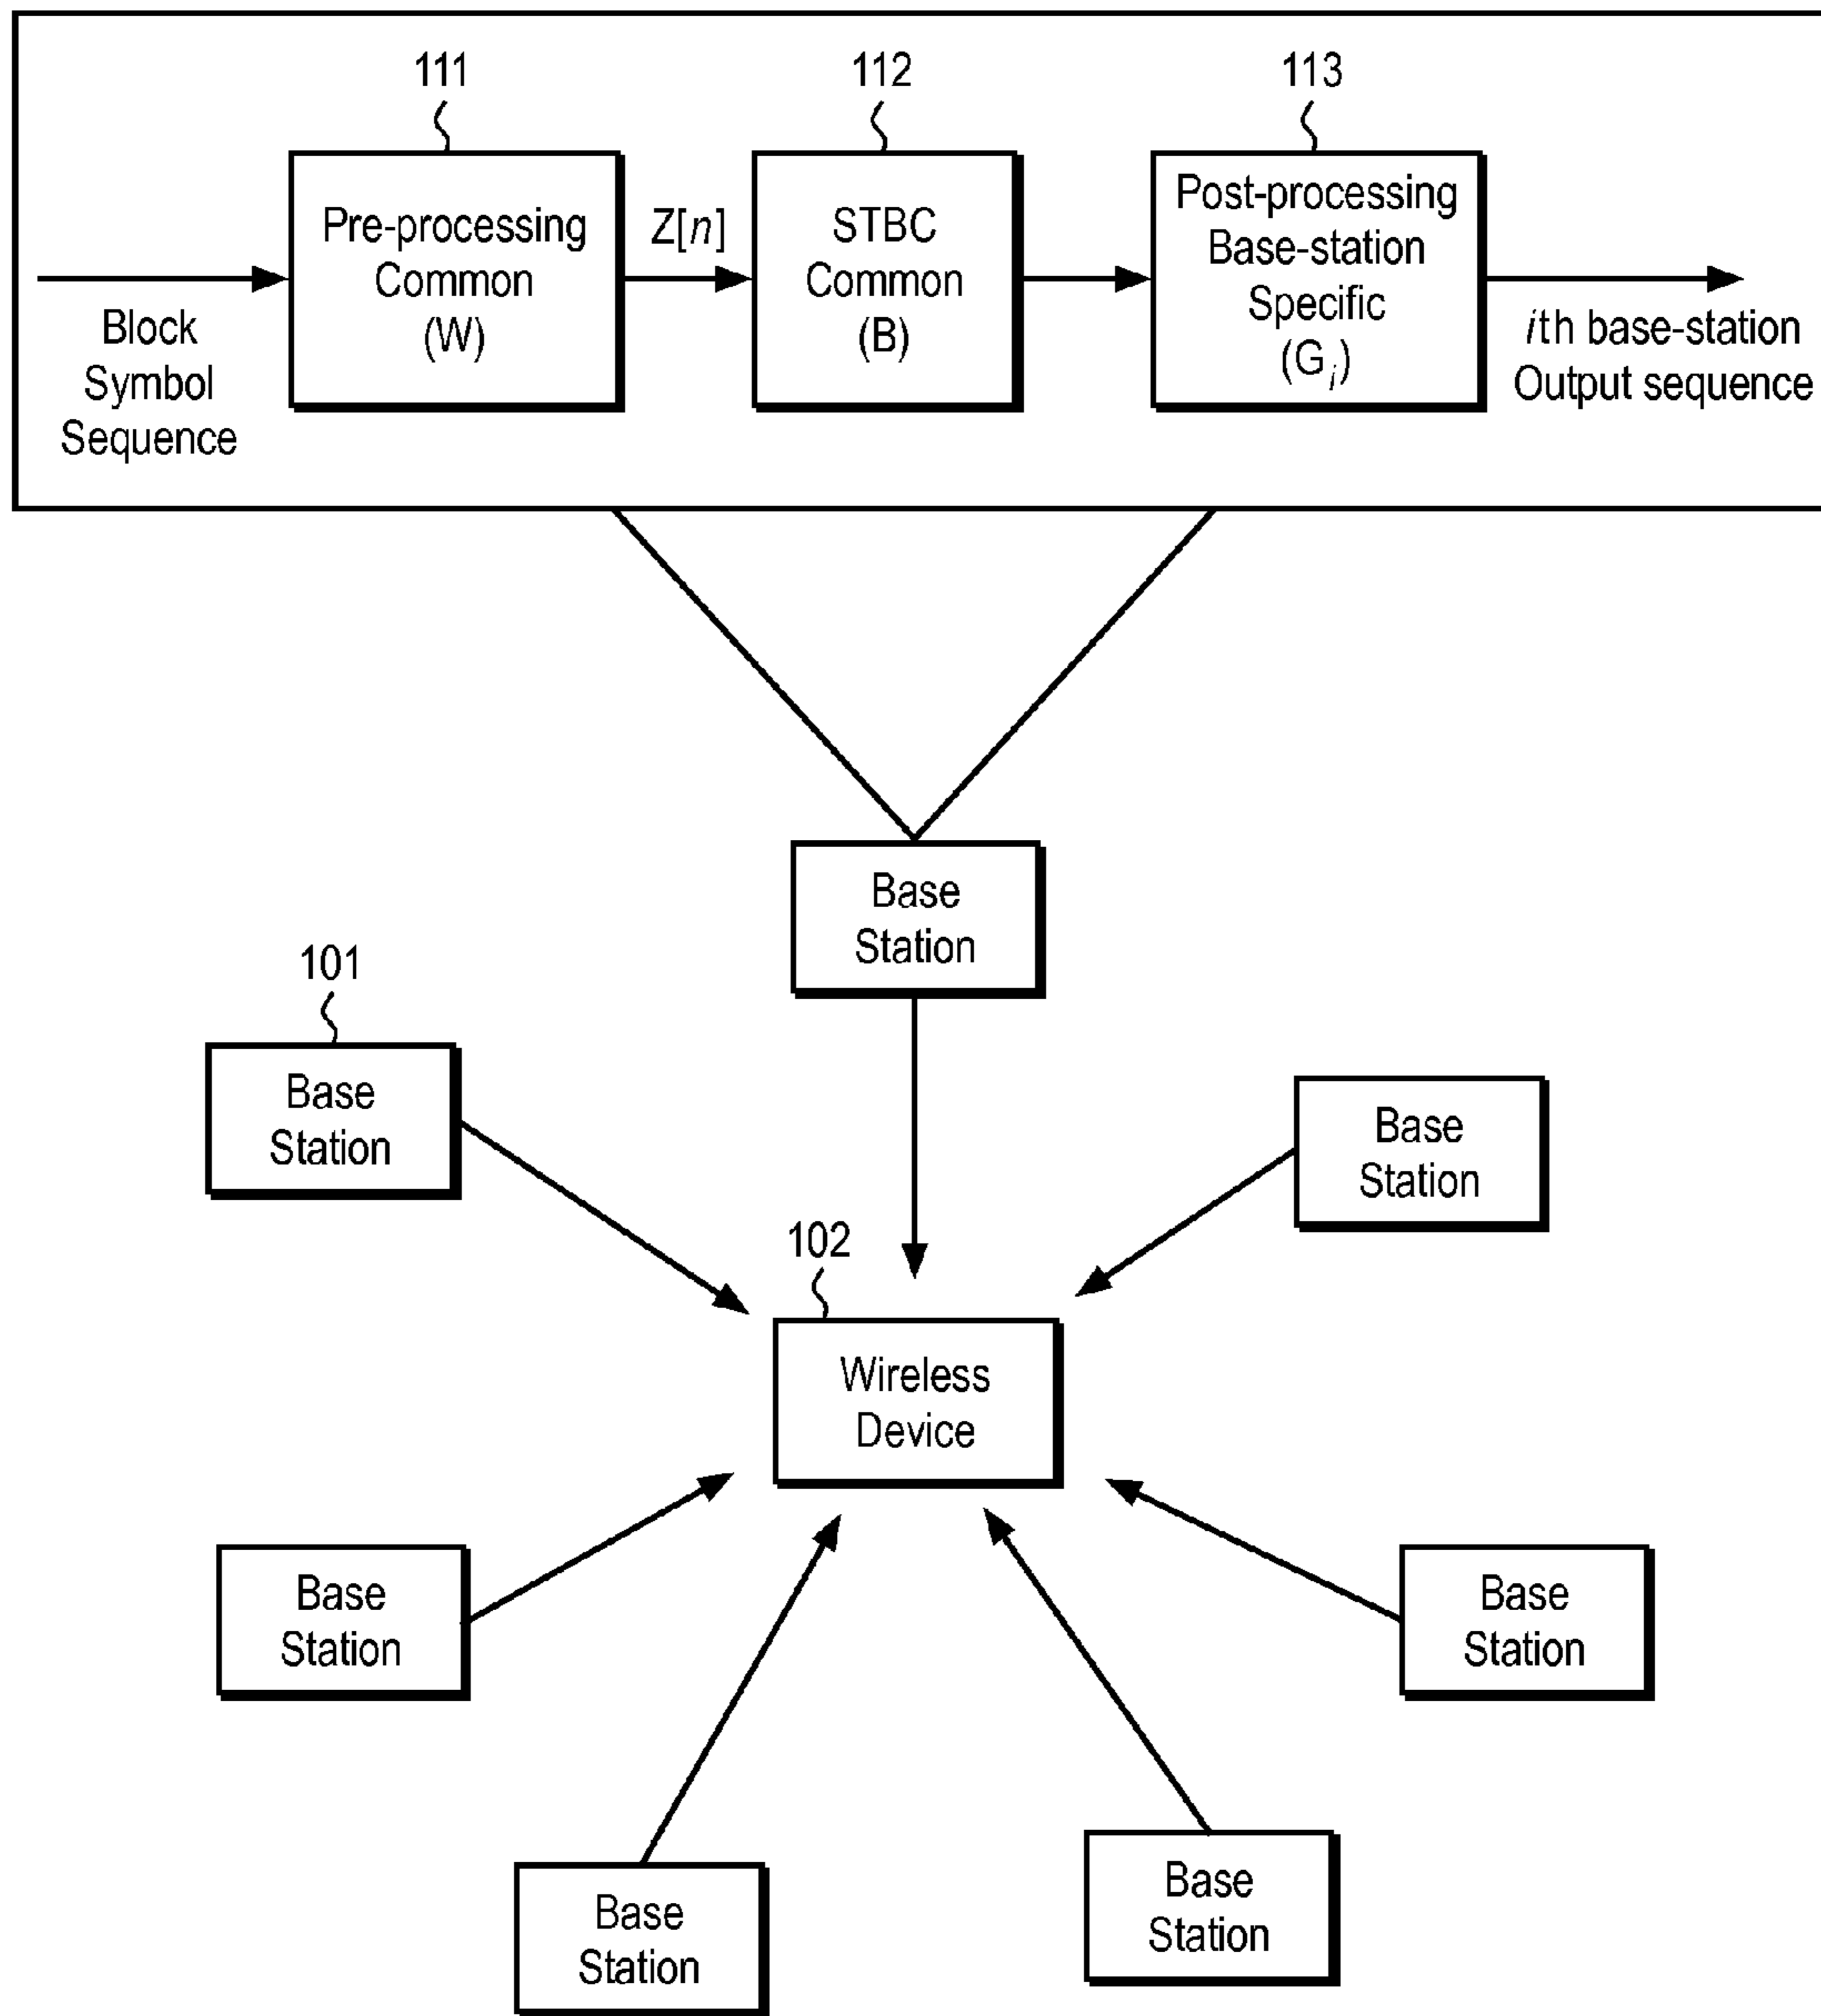 111
112
113
Pre-processing
Common
(W)
Z[n]
STBC
Common
(B)
Post-processing
Base-station
Specific
(Gi)
Block
Symbol
Sequence
ith base-station
Output sequence
Base
Station
101
Base
Station
Base
Station
102
Wireless
Device
Base
Station
Base
Station
Base
Station
Base
Station